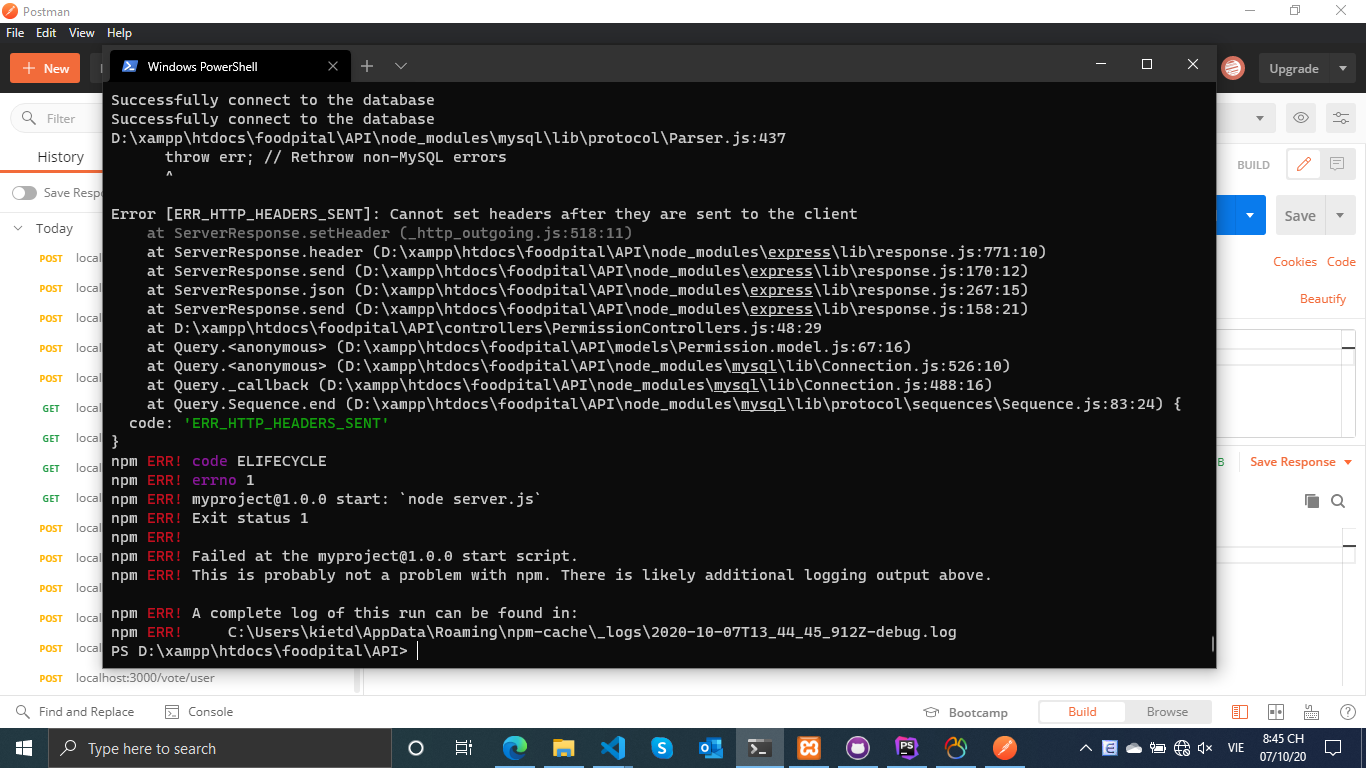 Postman
File Edit View Help
New
Upgrade
Windows PowerShell
Filter
History
BUILD
Save Respo
Save
Today
Cookies Code
Beautify
POST local
POST local
POST local
POST local
POST local
GET local
GET local
POST local
GET local
POST local
POST local
POST local
POST local
POST local
POST localhost:3000/vote/user
Successfully connect to the database
Successfully connect to the database
D:\xampp\htdocs\foodpital\API\node_modules\mysql\lib\protocol\Parser.js:437
throw err; // Rethrow non-MySQL errors
^
Error [ERR_HTTP_HEADERS_SENT]: Cannot set headers after they are sent to the client
at ServerResponse.setHeader (_http_outgoing.js:518:11)
at ServerResponse.header (D:\xampp\htdocs\foodpital\API\node_modules\express\lib\response.js:771:10)
at ServerResponse.send (D:\xampp\htdocs\foodpital\API\node_modules\express\lib\response.js:170:12)
at ServerResponse.json (D:\xampp\htdocs\foodpital\API\node_modules\express\lib\response.js:267:15)
at ServerResponse.send (D:\xampp\htdocs\foodpital\API\node_modules\express\lib\response.js:158:21)
at D:\xampp\htdocs\foodpital\API\controllers\PermissionControllers.js:48:29
at Query.<anonymous> (D:\xampp\htdocs\foodpital\API\models\Permission.model.js:67:16)
at Query.<anonymous> (D:\xampp\htdocs\foodpital\API\node_modules\mysql\lib\Connection.js:526:10)
at Query._callback (D:\xampp\htdocs\foodpital\API\node_modules\mysql\lib\Connection.js:488:16)
at Query.Sequence.end (D:\xampp\htdocs\foodpital\API\node_modules\mysql\lib\protocol\sequences\Sequence.js:83:24) {
code: 'ERR_HTTP_HEADERS_SENT'
}
npm ERR! code ELIFECYCLE
npm ERR! errno 1
npm ERR! myproject@1.0.0 start: `node server.js`
npm ERR! Exit status 1
npm ERR!
npm ERR! Failed at the myproject@1.0.0 start script.
npm ERR! This is probably not a problem with npm. There is likely additional logging output above.
npm ERR! A complete log of this run can be found in:
npm ERR! C:\Users\kietd\AppData\Roaming\npm-cache\_logs\2020-10-07T13_44_45_912Z-debug.log
PS D:\xampp\htdocs\foodpital\API>
B Save Response
Find and Replace Console
Bootcamp Build Browse
Type here to search
VIE
8:45 CH
07/10/20